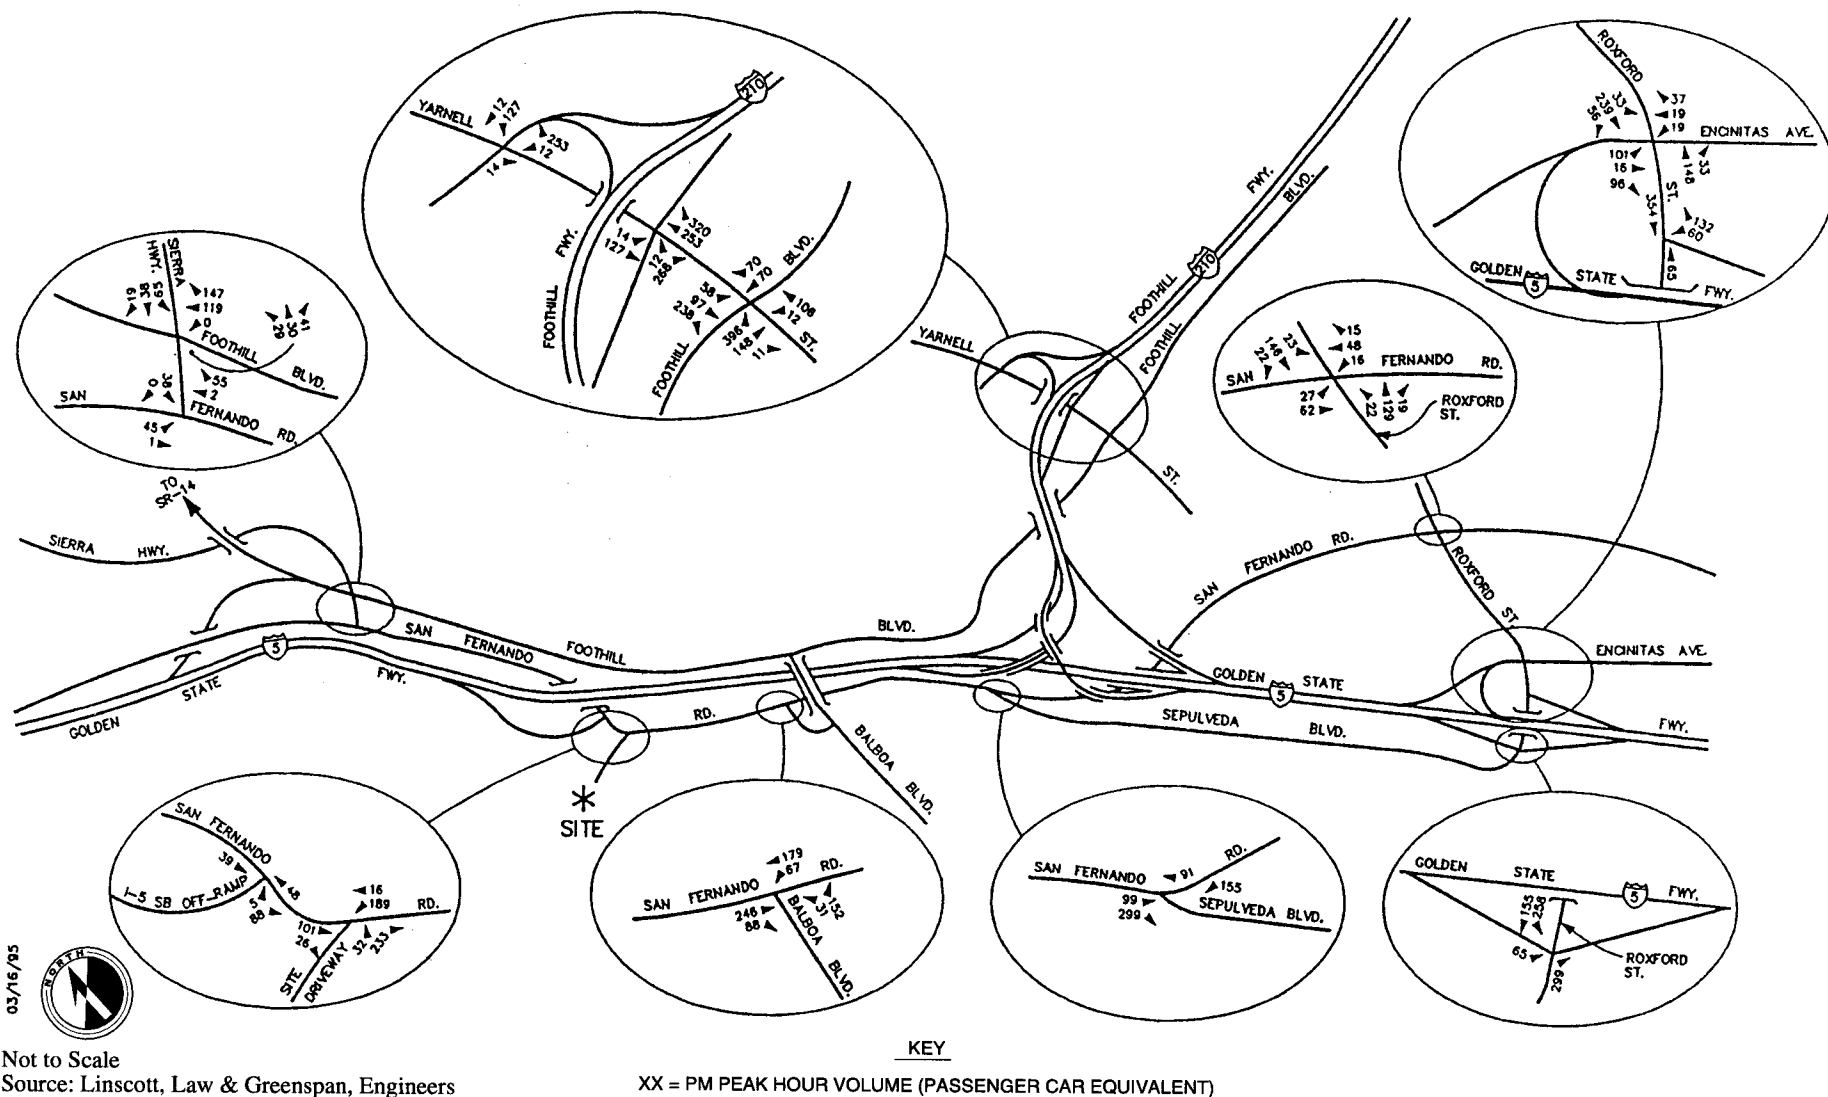 YARNELL
12
127
253
12
14
210
FOOTHILL
FWY.
320
253
14
127
12
268
70
70
BLVD.
58
97
238
106
12
396
148
11
ST.
FOOTHILL
ROXFORD
33
239
56
37
19
19
ENCINITAS AVE.
101
16
96
148
33
ST.
354
132
60
65
GOLDEN
5
STATE
FWY.
SIERRA
HWY.
19
38
65
147
119
0
41
30
29
FOOTHILL
BLVD.
0
38
55
2
SAN
FERNANDO
RD.
45
1
FWY.
BLVD.
210
FOOTHILL
FOOTHILL
YARNELL
ST.
23
146
22
15
48
16
SAN
FERNANDO
RD.
27
62
22
129
19
ROXFORD
ST.
TO
SR-14
SIERRA
HWY.
SAN
FERNANDO
RD.
ROXFORD
ST.
SAN
FERNANDO
FOOTHILL
BLVD.
ENCINITAS AVE.
5
GOLDEN
STATE
FWY.
RD.
BALBOA
BLVD.
GOLDEN
STATE
5
SEPULVEDA
BLVD.
FWY.
SITE
SAN FERNANDO
39
I-5 SB OFF-RAMP
5
88
48
16
189
RD.
101
26
32
233
SITE
DRIVEWAY
179
67
RD.
SAN FERNANDO
246
88
31
152
BALBOA
BLVD.
SAN FERNANDO
91
RD.
155
99
299
SEPULVEDA BLVD.
GOLDEN
STATE
5
FWY.
155
258
65
299
ROXFORD
ST.
03/16/95
NORTH
Not to Scale
Source: Linscott, Law & Greenspan, Engineers
KEY
XX = PM PEAK HOUR VOLUME (PASSENGER CAR EQUIVALENT)